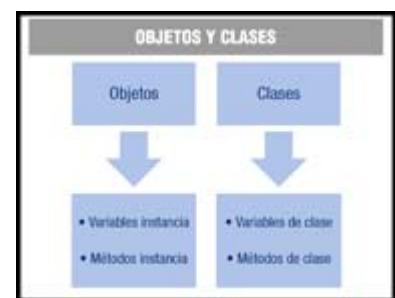 OBJETOS Y CLASES
Objetos
Clases
• Variables instancia
• Métodos instancia
• Variables de clase
• Métodos de clase